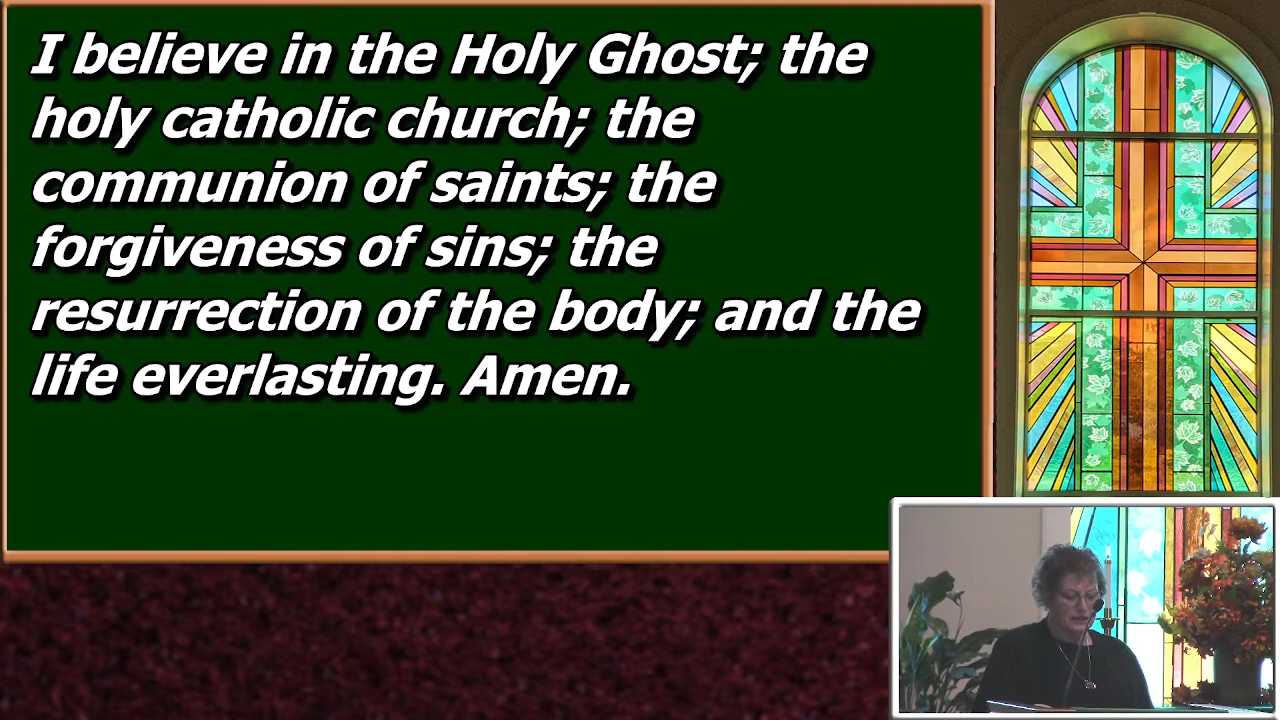 I believe in the Holy Ghost; the
holy catholic church; the
communion of saints; the
forgiveness of sins; the
resurrection of the body; and the
life everlasting. Amen.